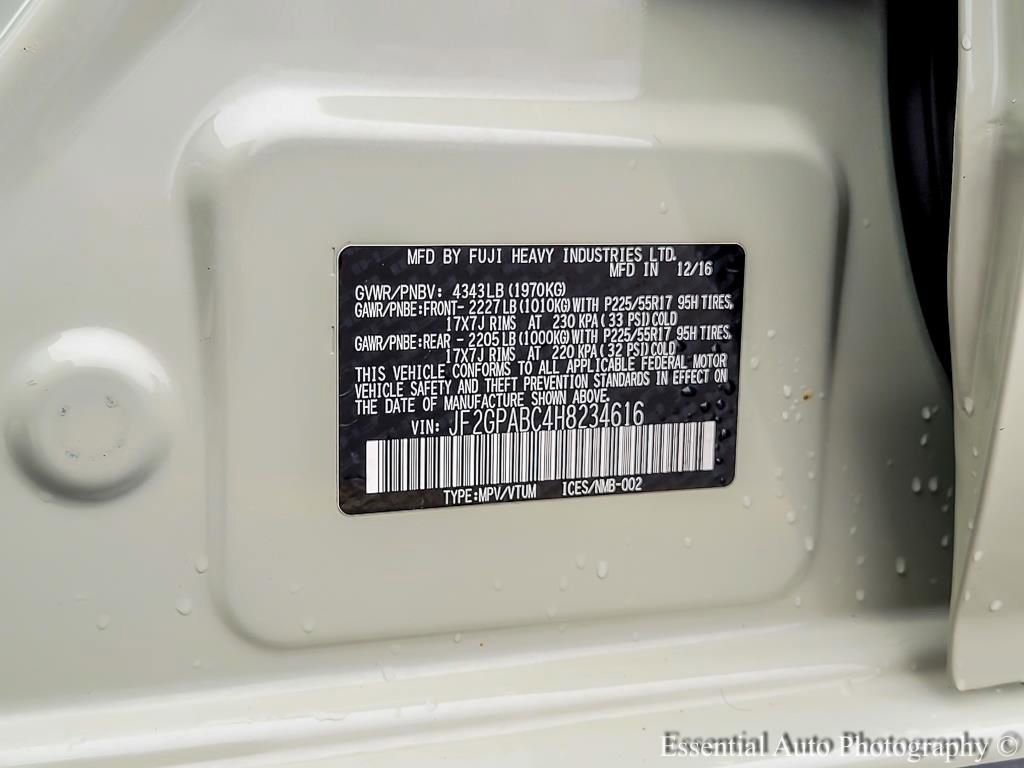 MFD BY FUJI HEAVY INDUSTRIES LTD.
MFD IN 12/16
GVWR/PNBV: 4343LB (1970KG)
GAWR/PNBE:FRONT- 2227LB (1010KG) WITH P225/55R17 95H TIRES,
17X7J RIMS AT 230 KPA (33 PSI) COLD
GAWR/PNBE:REAR - 2205LB (1000KG) WITH P225/55R17 95H TIRES,
17X7J RIMS AT 220 KPA (32 PSI) COLD
THIS VEHICLE CONFORMS TO ALL APPLICABLE FEDERAL MOTOR
VEHICLE SAFETY AND THEFT PREVENTION STANDARDS IN EFFECT ON
THE DATE OF MANUFACTURE SHOWN ABOVE.
VIN: JF2GPABC4H8234616
TYPE:MPV/VTUM ICES/NMB-002
Essential Auto Photography ©